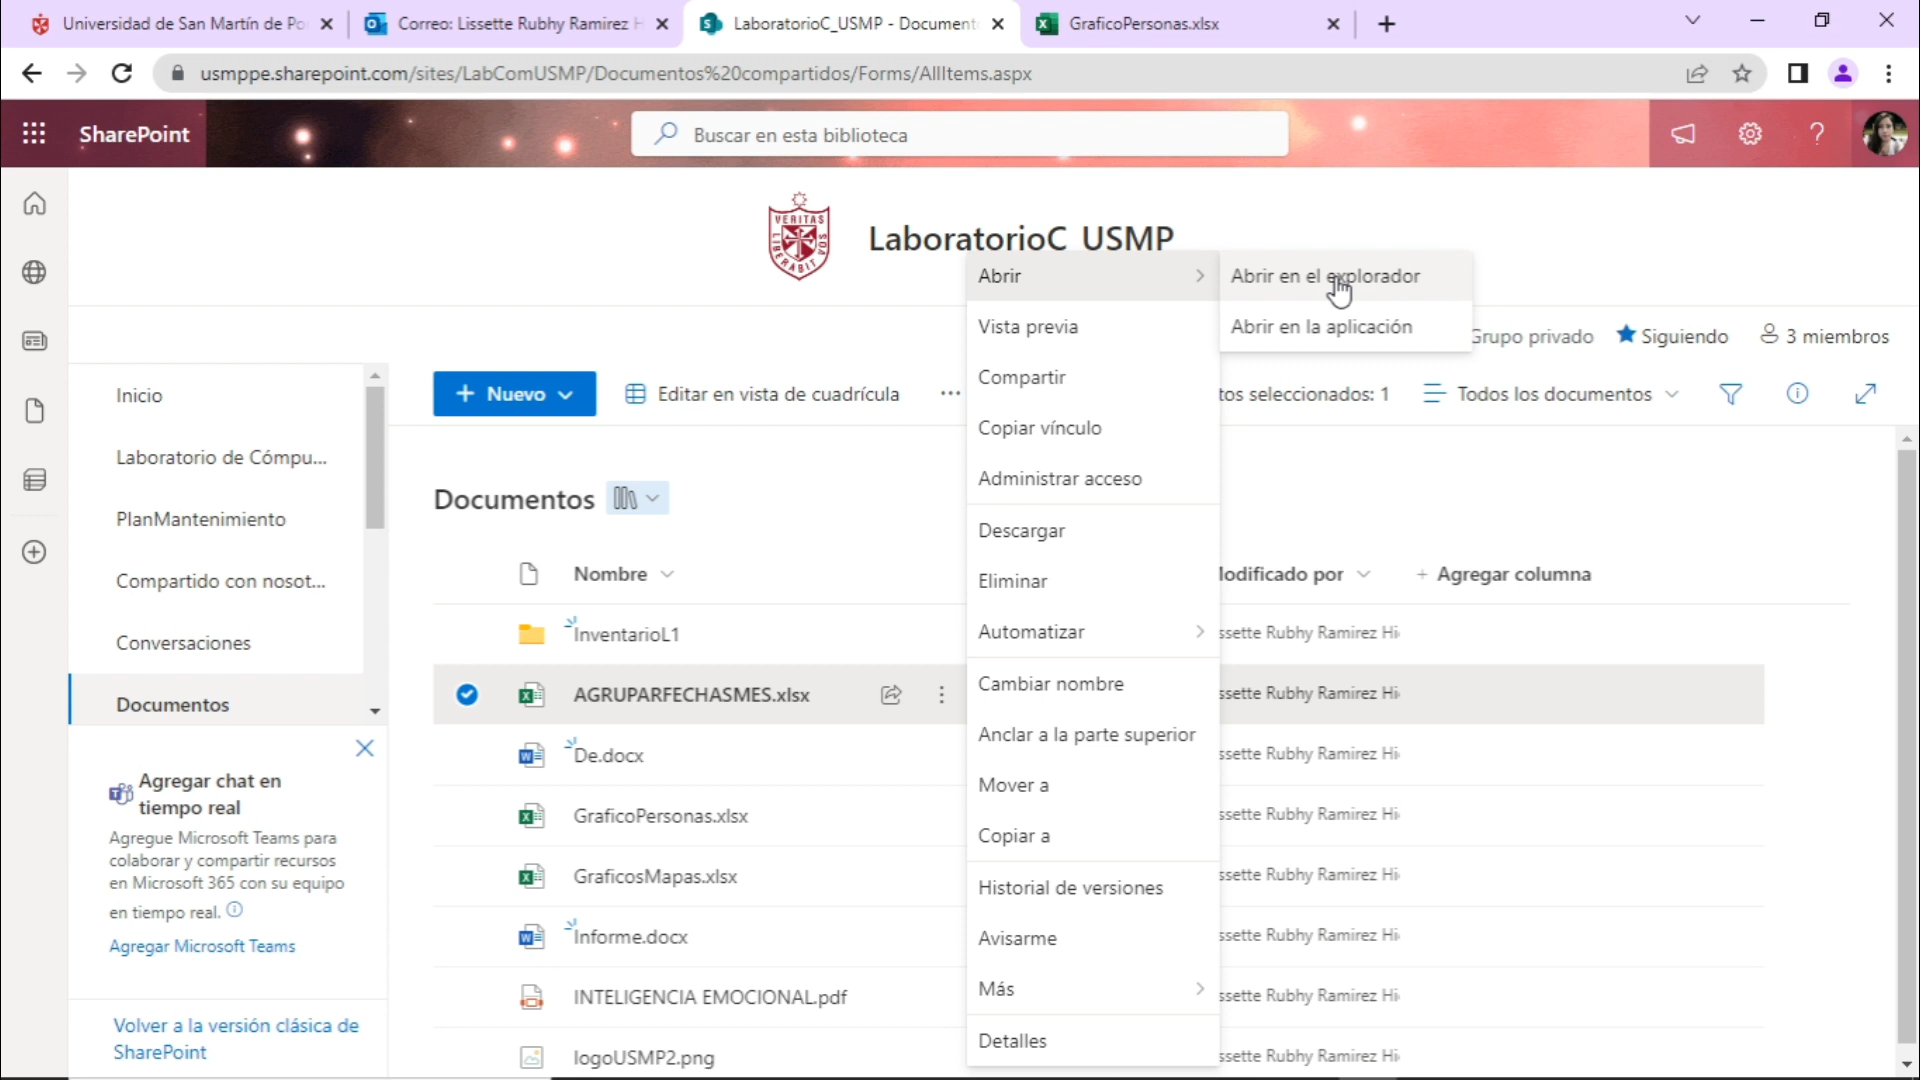 Universidad de San Martín de Po
Correo: Lissette Rubhy Ramirez H
LaboratorioC_USMP - Document
GraficoPersonas.xlsx
usmppe.sharepoint.com/sites/LabComUSMP/Documentos%20compartidos/Forms/AllItems.aspx
SharePoint
Buscar en esta biblioteca
VERITAS
LIBERABIT VOS
LaboratorioC_USMP
Grupo privado
Siguiendo
3 miembros
Inicio
Laboratorio de Cómpu...
PlanMantenimiento
Compartido con nosot...
Conversaciones
Documentos
Agregar chat en
tiempo real
Agregue Microsoft Teams para
colaborar y compartir recursos
en Microsoft 365 con su equipo
en tiempo real.
Agregar Microsoft Teams
Volver a la versión clásica de
SharePoint
+ Nuevo
Editar en vista de cuadrícula
...
tos seleccionados: 1
Todos los documentos
Documentos
Nombre
Modificado por
+ Agregar columna
InventarioL1
ssette Rubhy Ramirez Hi
AGRUPARFECHASMES.xlsx
ssette Rubhy Ramirez Hi
De.docx
ssette Rubhy Ramirez Hi
GraficoPersonas.xlsx
ssette Rubhy Ramirez Hi
GraficosMapas.xlsx
ssette Rubhy Ramirez Hi
Informe.docx
ssette Rubhy Ramirez Hi
INTELIGENCIA EMOCIONAL.pdf
ssette Rubhy Ramirez Hi
logoUSMP2.png
ssette Rubhy Ramirez Hi
Abrir
Vista previa
Compartir
Copiar vínculo
Administrar acceso
Descargar
Eliminar
Automatizar
Cambiar nombre
Anclar a la parte superior
Mover a
Copiar a
Historial de versiones
Avisarme
Más
Detalles
Abrir en el explorador
Abrir en la aplicación